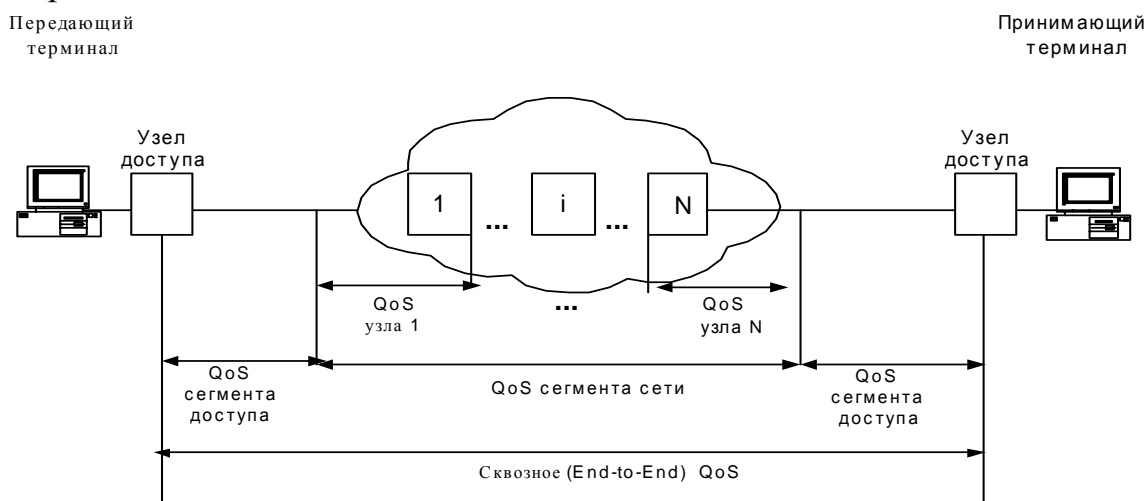 Передающий
терминал
Принимающий
терминал
Узел
доступа
Узел
доступа
1
...
i
...
N
QoS
узла 1
...
QoS
узла N
QoS
сегмента
доступа
QoS сегмента сети
QoS
сегмента
доступа
Сквозное (End-to-End) QoS